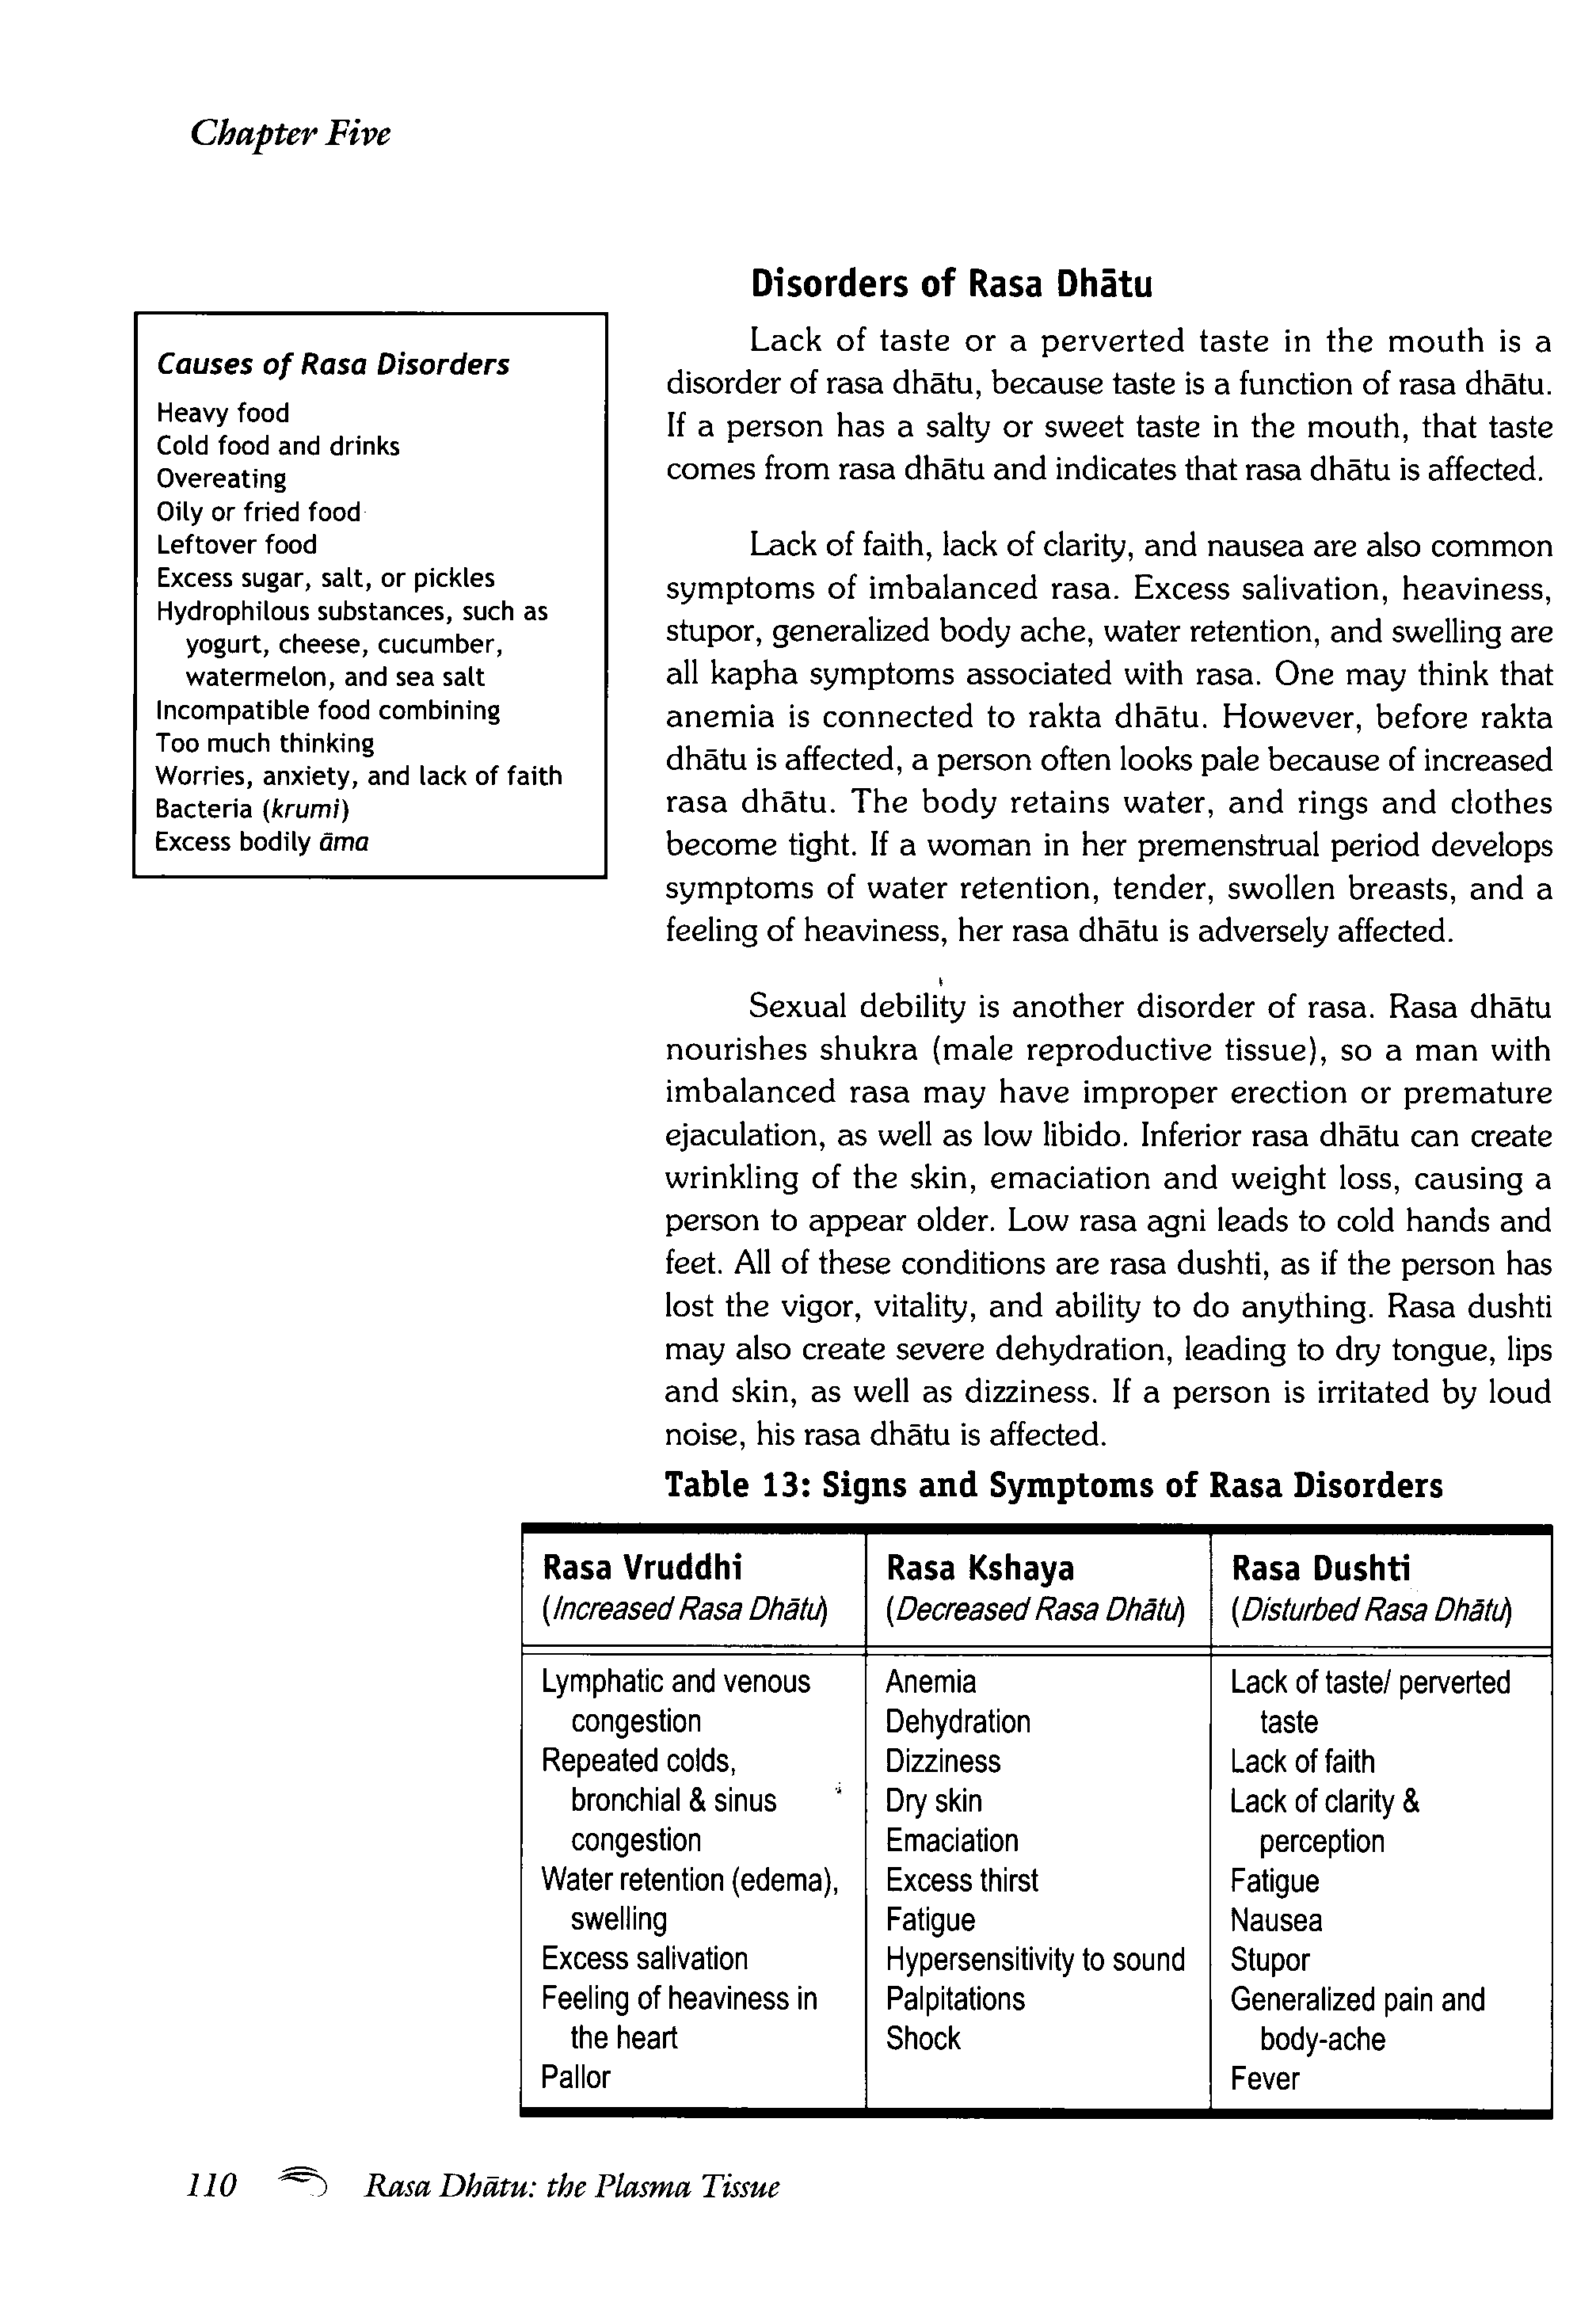 Chapter Five
Causes of Rasa Disorders
Heavy food
Cold food and drinks
Overeating
Oily or fried food
Leftover food
Excess sugar, salt, or pickles
Hydrophilous substances, such as
yogurt, cheese, cucumber,
watermelon, and sea salt
Incompatible food combining
Too much thinking
Worries, anxiety, and lack of faith
Bacteria (krumi)
Excess bodily āma
Disorders of Rasa Dhātu
Lack of taste or a perverted taste in the mouth is a
disorder of rasa dhātu, because taste is a function of rasa dhātu.
If a person has a salty or sweet taste in the mouth, that taste
comes from rasa dhātu and indicates that rasa dhātu is affected.
Lack of faith, lack of clarity, and nausea are also common
symptoms of imbalanced rasa. Excess salivation, heaviness,
stupor, generalized body ache, water retention, and swelling are
all kapha symptoms associated with rasa. One may think that
anemia is connected to rakta dhātu. However, before rakta
dhātu is affected, a person often looks pale because of increased
rasa dhātu. The body retains water, and rings and clothes
become tight. If a woman in her premenstrual period develops
symptoms of water retention, tender, swollen breasts, and a
feeling of heaviness, her rasa dhātu is adversely affected.
Sexual debility is another disorder of rasa. Rasa dhātu
nourishes shukra (male reproductive tissue), so a man with
imbalanced rasa may have improper erection or premature
ejaculation, as well as low libido. Inferior rasa dhātu can create
wrinkling of the skin, emaciation and weight loss, causing a
person to appear older. Low rasa agni leads to cold hands and
feet. All of these conditions are rasa dushti, as if the person has
lost the vigor, vitality, and ability to do anything. Rasa dushti
may also create severe dehydration, leading to dry tongue, lips
and skin, as well as dizziness. If a person is irritated by loud
noise, his rasa dhātu is affected.
Table 13: Signs and Symptoms of Rasa Disorders
Rasa Vruddhi
(Increased Rasa Dhātu)
Lymphatic and venous
congestion
Repeated colds,
bronchial & sinus
congestion
Water retention (edema),
swelling
Excess salivation
Feeling of heaviness in
the heart
Pallor
Rasa Kshaya
(Decreased Rasa Dhātu)
Anemia
Dehydration
Dizziness
Dry skin
Emaciation
Excess thirst
Fatigue
Hypersensitivity to sound
Palpitations
Shock
Rasa Dushti
(Disturbed Rasa Dhātu)
Lack of taste/ perverted
taste
Lack of faith
Lack of clarity &
perception
Fatigue
Nausea
Stupor
Generalized pain and
body-ache
Fever
110 Rasa Dhātu: the Plasma Tissue